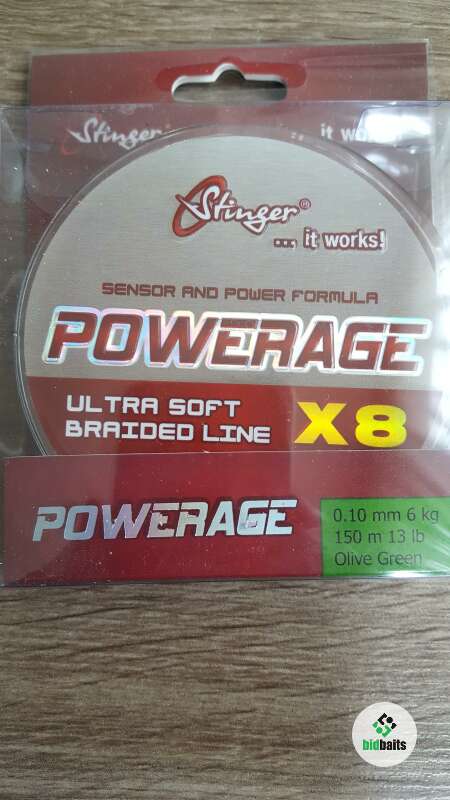 Stinger it work
Stinger®
... it works!
SENSOR AND POWER FORMULA
POWERAGE
ULTRA SOFT
BRAIDED LINE X8
POWERAGE
0.10 mm 6 kg
150 m 13 lb
Olive Green
bidbaits